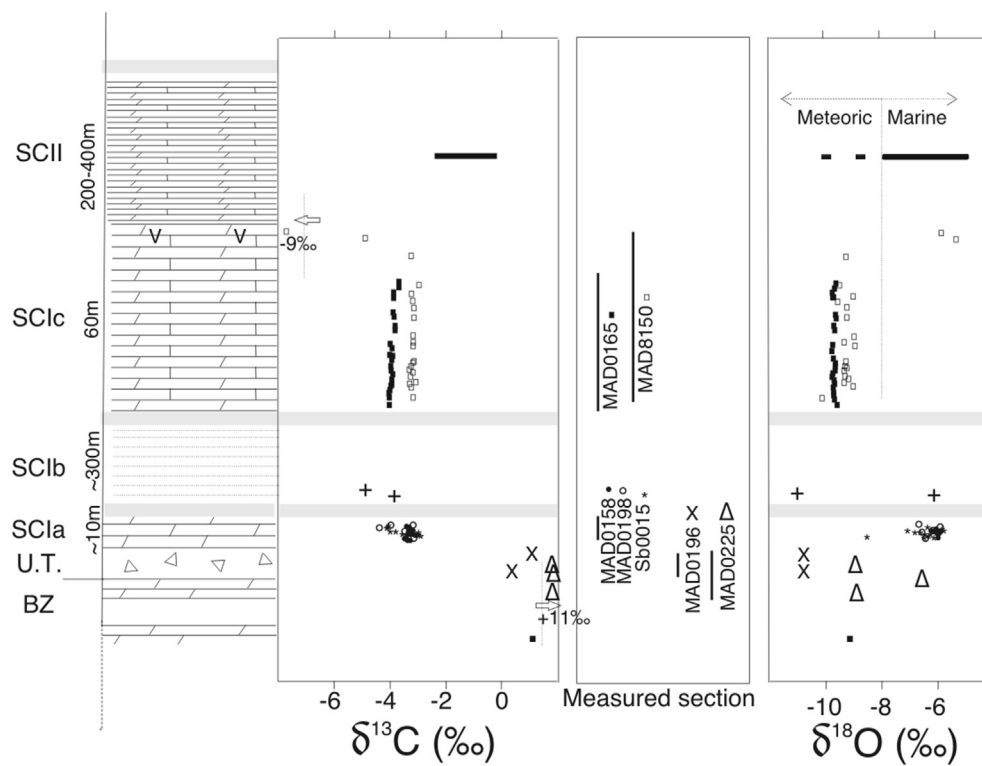 SCII
200-400m
V V
SCIc
60m
SCIb
~300m
SCIa
~10m
U.T.
BZ
-9‰
+11‰
-6 -4 -2 0
δ13C (‰)
MAD0165
MAD8150
MAD0158
MAD0198
Sb0015 *
MAD0196 X
MAD0225 Δ
Measured section
Meteoric Marine
-10 -8 -6
δ18O (‰)